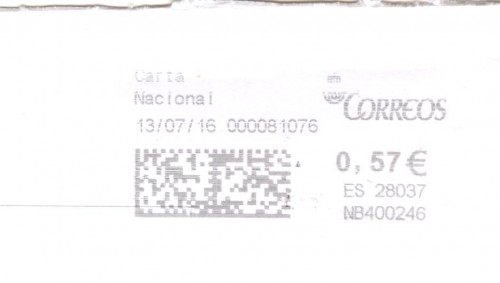 Carta
Nacional
13/07/16 000081076
CORREOS
0,57€
ES 28037
NB400246